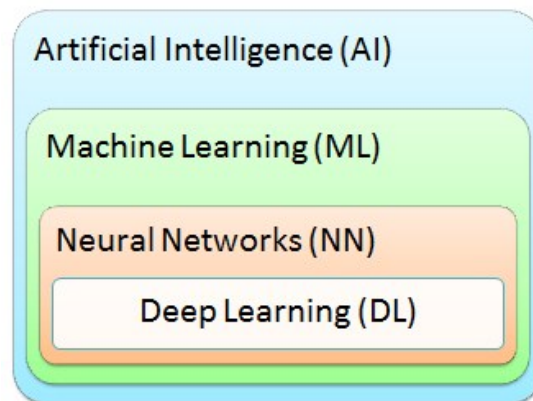 Artificial Intelligence (AI)
Machine Learning (ML)
Neural Networks (NN)
Deep Learning (DL)